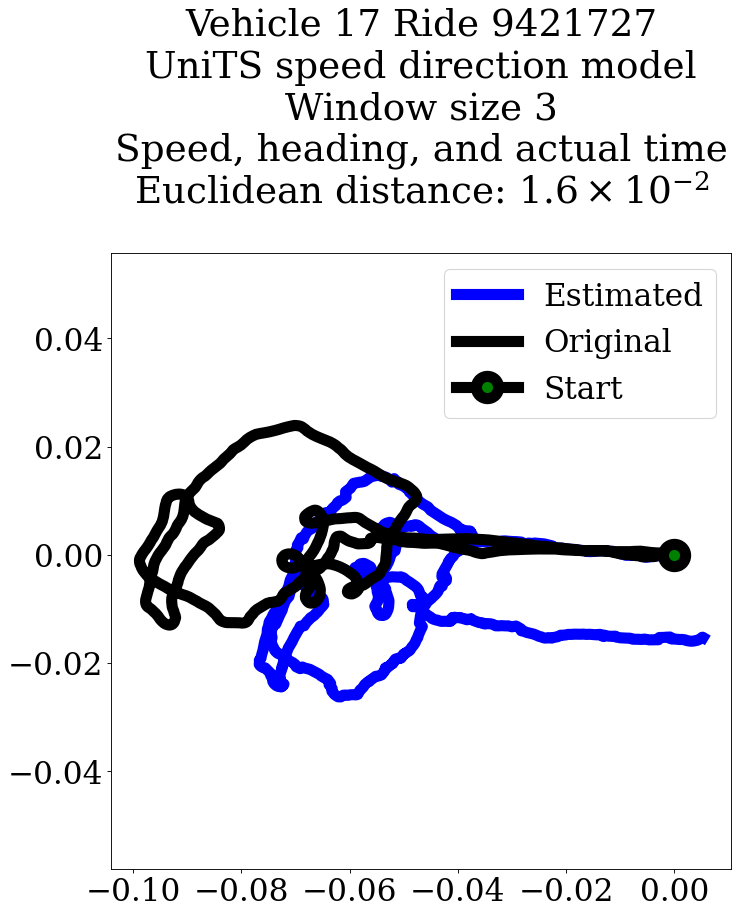 Vehicle 17 Ride 9421727
UniTS speed direction model
Window size 3
Speed, heading, and actual time
Euclidean distance: 1.6 × 10⁻²
Estimated
Original
Start
0.04
0.02
0.00
−0.02
−0.04
−0.10 −0.08 −0.06 −0.04 −0.02 0.00